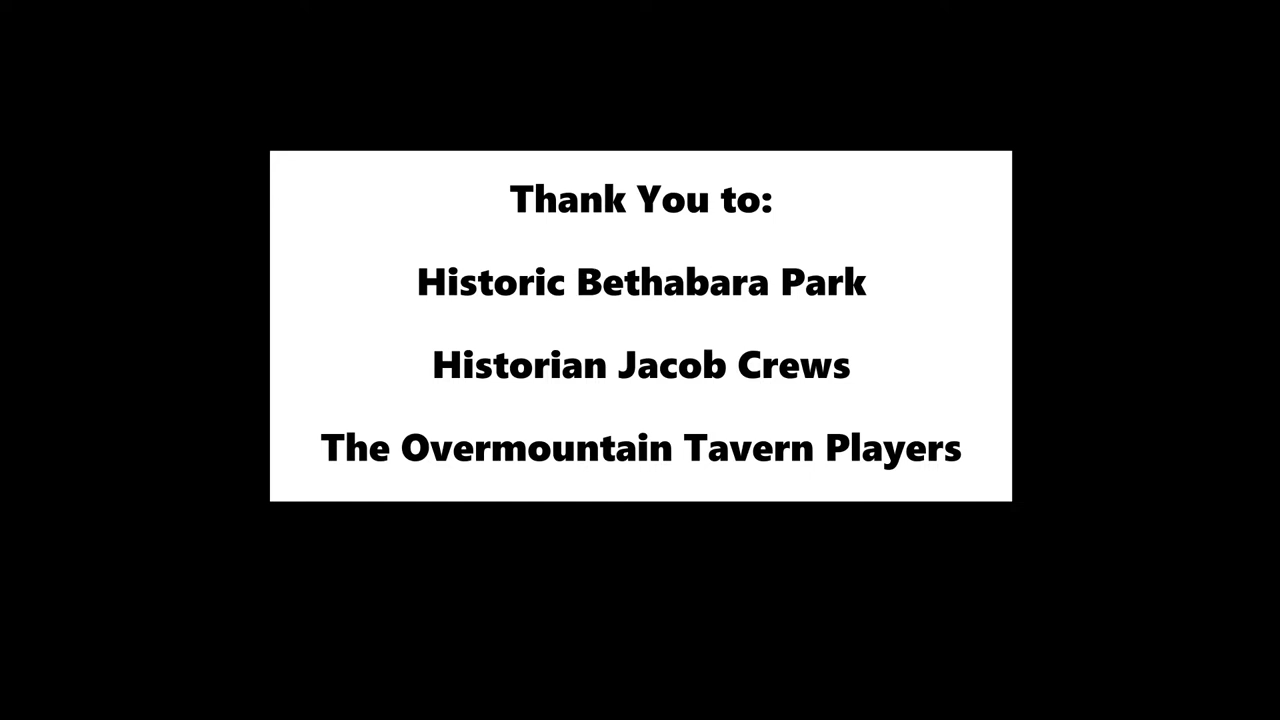 Thank You to:
Historic Bethabara Park
Historian Jacob Crews
The Overmountain Tavern Players